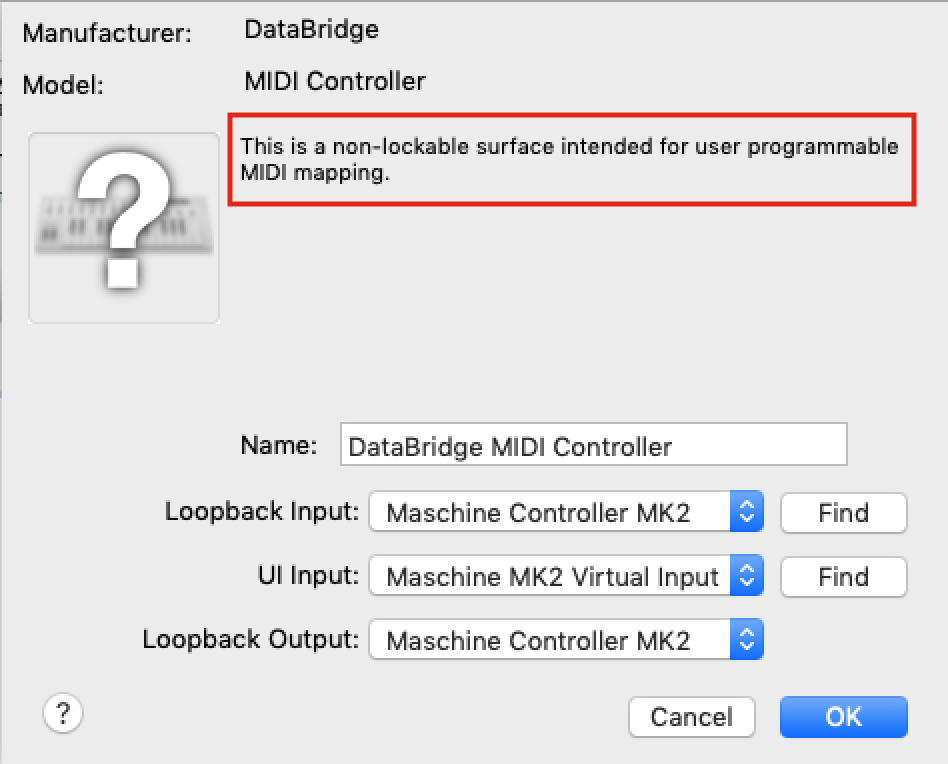 Manufacturer: DataBridge
Model: MIDI Controller
This is a non-lockable surface intended for user programmable
MIDI mapping.
?
Name: DataBridge MIDI Controller
Loopback Input: Maschine Controller MK2 Find
UI Input: Maschine MK2 Virtual Input Find
Loopback Output: Maschine Controller MK2
? Cancel OK